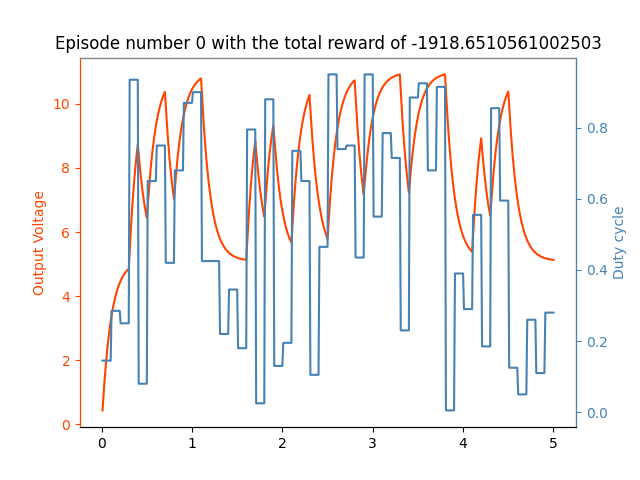 Episode number 0 with the total reward of -1918.6510561002503
10
8
6
4
2
0
Output Voltage
0.8
0.6
0.4
0.2
0.0
Duty cycle
0 1 2 3 4 5